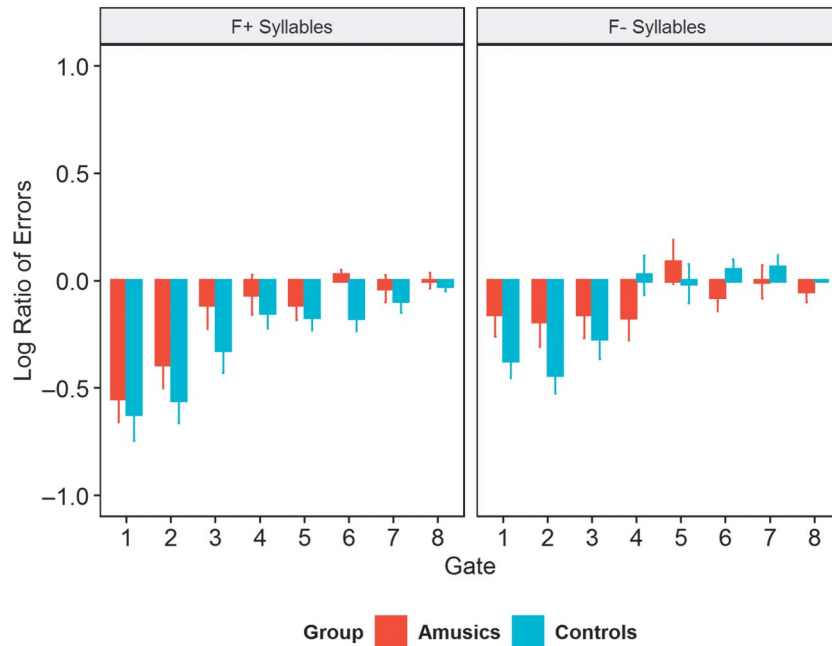 F+ Syllables
F- Syllables
Log Ratio of Errors
1.0
0.5
0.0
−0.5
−1.0
1 2 3 4 5 6 7 8
1 2 3 4 5 6 7 8
Gate
Group Amusics Controls